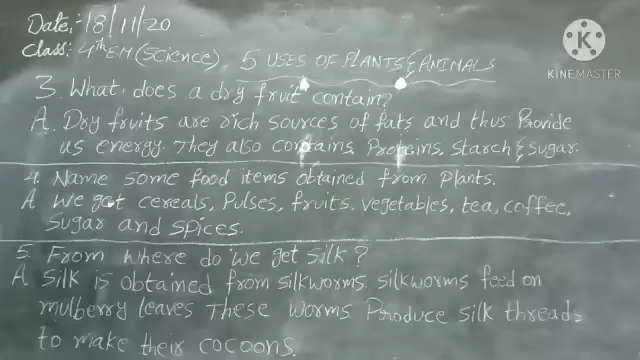 Date:- 18/11/20
Class:- 4th EM (Science).
5 USES OF PLANTS & ANIMALS
KINEMASTER
3. What does a dry fruit contain?
A. Dry fruits are rich sources of fats and thus Provide
us energy. They also contains Proteins, Starch & Sugar.
4. Name some food items obtained from Plants.
A We get cereals, Pulses, fruits, vegetables, tea, coffee,
Sugar and spices.
5. From where do we get silk?
A. Silk is obtained from silkworms. silkworms feed on
mulberry leaves These worms Produce silk threads
to make their cocoons.